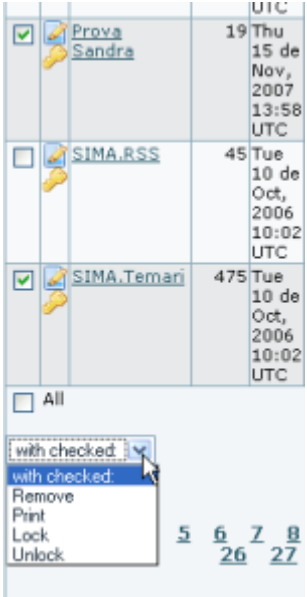 UTC
Prova Sandra 19 Thu 15 de Nov, 2007 13:58 UTC
SIMA.RSS 45 Tue 10 de Oct, 2006 10:02 UTC
SIMA.Temari 475 Tue 10 de Oct, 2006 10:02 UTC
All
with checked:
with checked:
Remove
Print
Lock
Unlock
5 6 7 8
26 27